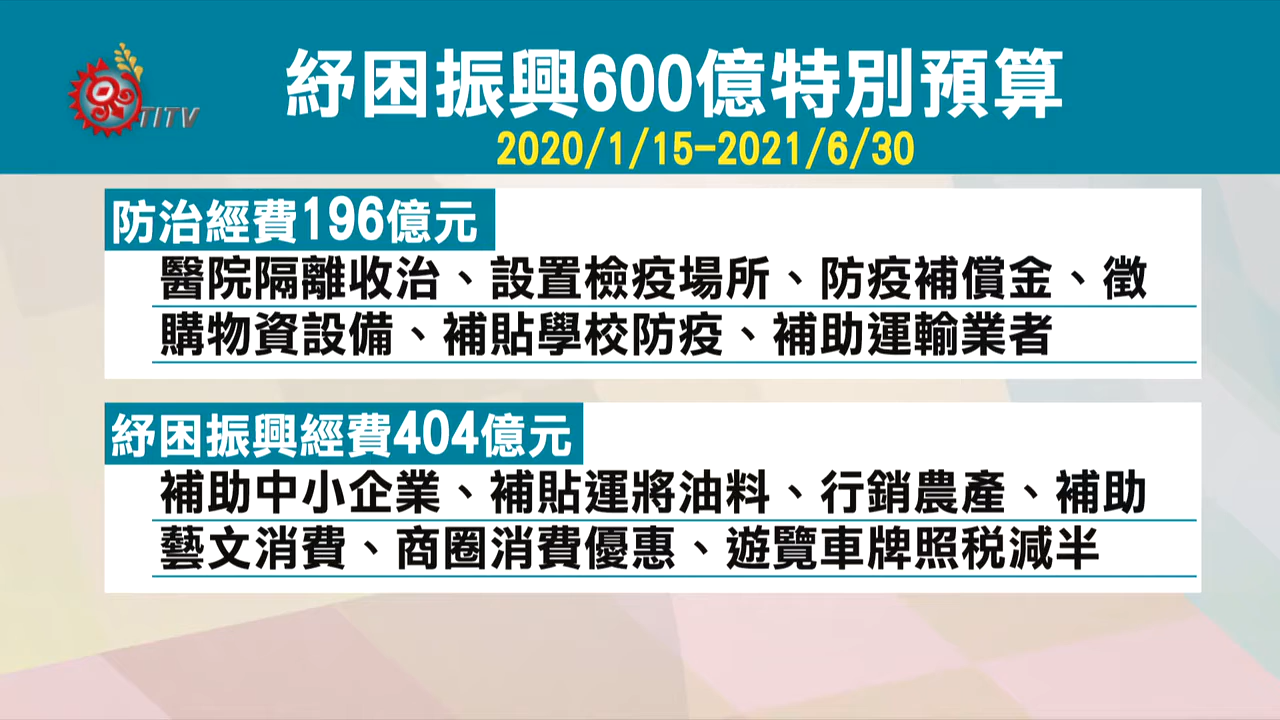 TITV
紓困振興600億特別預算
2020/1/15-2021/6/30
防治經費196億元
醫院隔離收治、設置檢疫場所、防疫補償金、徵
購物資設備、補貼學校防疫、補助運輸業者
紓困振興經費404億元
補助中小企業、補貼運將油料、行銷農產、補助
藝文消費、商圈消費優惠、遊覽車牌照稅減半